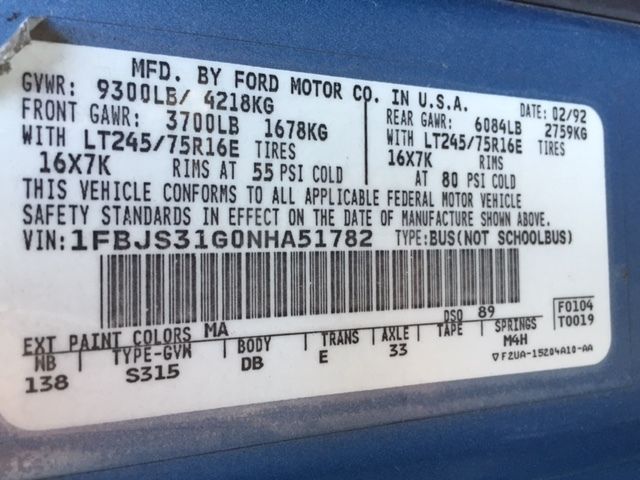 MFD. BY FORD MOTOR CO. IN U.S.A.
GVWR: 9300LB/ 4218KG DATE: 02/92
FRONT GAWR: 3700LB 1678KG REAR GAWR: 6084LB 2759KG
WITH LT245/75R16E TIRES WITH LT245/75R16E TIRES
16X7K RIMS AT 55 PSI COLD 16X7K RIMS
AT 80 PSI COLD
THIS VEHICLE CONFORMS TO ALL APPLICABLE FEDERAL MOTOR VEHICLE
SAFETY STANDARDS IN EFFECT ON THE DATE OF MANUFACTURE SHOWN ABOVE.
VIN: 1FBJS31G0NHA51782 TYPE: BUS(NOT SCHOOLBUS)
EXT PAINT COLORS MA DSO 89 F0104
WB TYPE-GVW BODY TRANS AXLE TAPE SPRINGS T0019
138 S315 DB E 33 M4H
F2UA-15204A10-AA